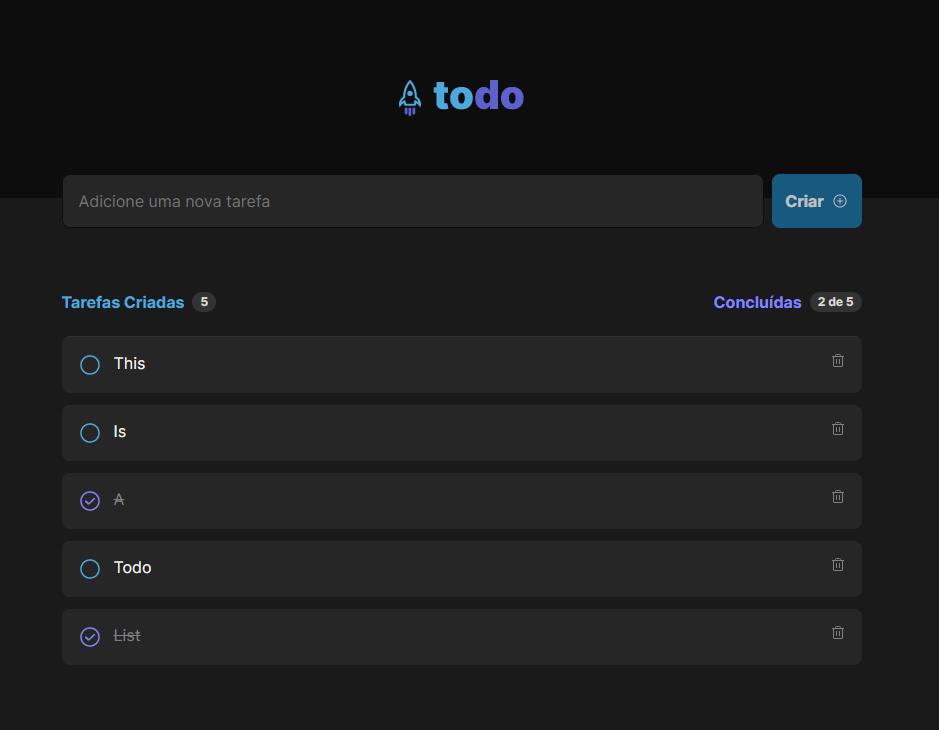 todo
Adicione uma nova tarefa
Criar
Tarefas Criadas 5
Concluídas 2 de 5
This
Is
A
Todo
List